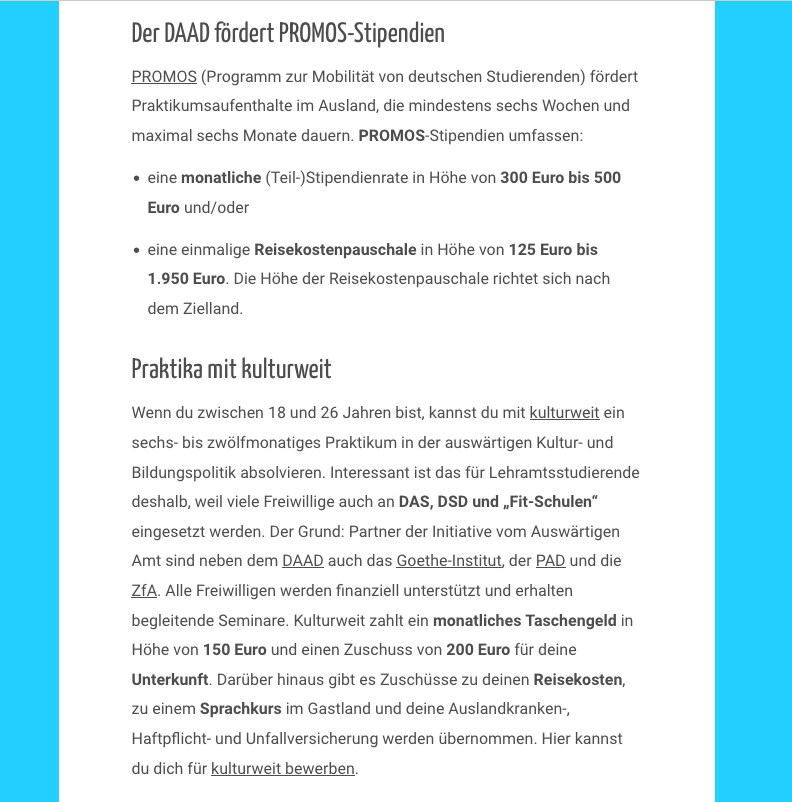 Der DAAD fördert PROMOS-Stipendien
PROMOS (Programm zur Mobilität von deutschen Studierenden) fördert
Praktikumsaufenthalte im Ausland, die mindestens sechs Wochen und
maximal sechs Monate dauern. PROMOS-Stipendien umfassen:
• eine monatliche (Teil-)Stipendienrate in Höhe von 300 Euro bis 500
Euro und/oder
• eine einmalige Reisekostenpauschale in Höhe von 125 Euro bis
1.950 Euro. Die Höhe der Reisekostenpauschale richtet sich nach
dem Zielland.
Praktika mit kulturweit
Wenn du zwischen 18 und 26 Jahren bist, kannst du mit kulturweit ein
sechs- bis zwölfmonatiges Praktikum in der auswärtigen Kultur- und
Bildungspolitik absolvieren. Interessant ist das für Lehramtsstudierende
deshalb, weil viele Freiwillige auch an DAS, DSD und „Fit-Schulen“
eingesetzt werden. Der Grund: Partner der Initiative vom Auswärtigen
Amt sind neben dem DAAD auch das Goethe-Institut, der PAD und die
ZfA. Alle Freiwilligen werden finanziell unterstützt und erhalten
begleitende Seminare. Kulturweit zahlt ein monatliches Taschengeld in
Höhe von 150 Euro und einen Zuschuss von 200 Euro für deine
Unterkunft. Darüber hinaus gibt es Zuschüsse zu deinen Reisekosten,
zu einem Sprachkurs im Gastland und deine Auslandkranken-,
Haftpflicht- und Unfallversicherung werden übernommen. Hier kannst
du dich für kulturweit bewerben.